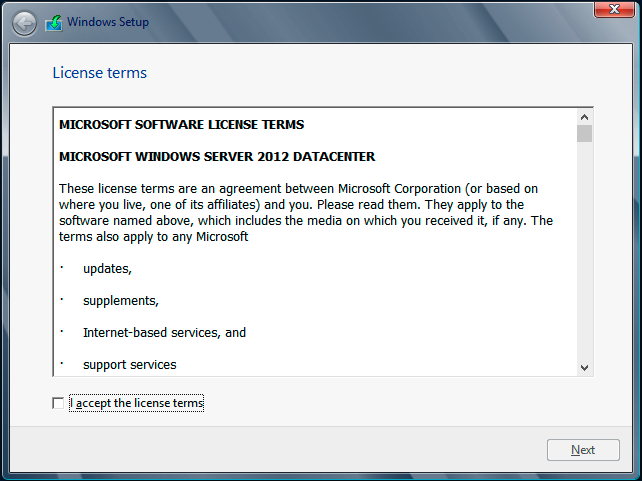 Windows Setup
License terms
MICROSOFT SOFTWARE LICENSE TERMS
MICROSOFT WINDOWS SERVER 2012 DATACENTER
These license terms are an agreement between Microsoft Corporation (or based on
where you live, one of its affiliates) and you. Please read them. They apply to the
software named above, which includes the media on which you received it, if any. The
terms also apply to any Microsoft
· updates,
· supplements,
· Internet-based services, and
· support services
I accept the license terms
Next